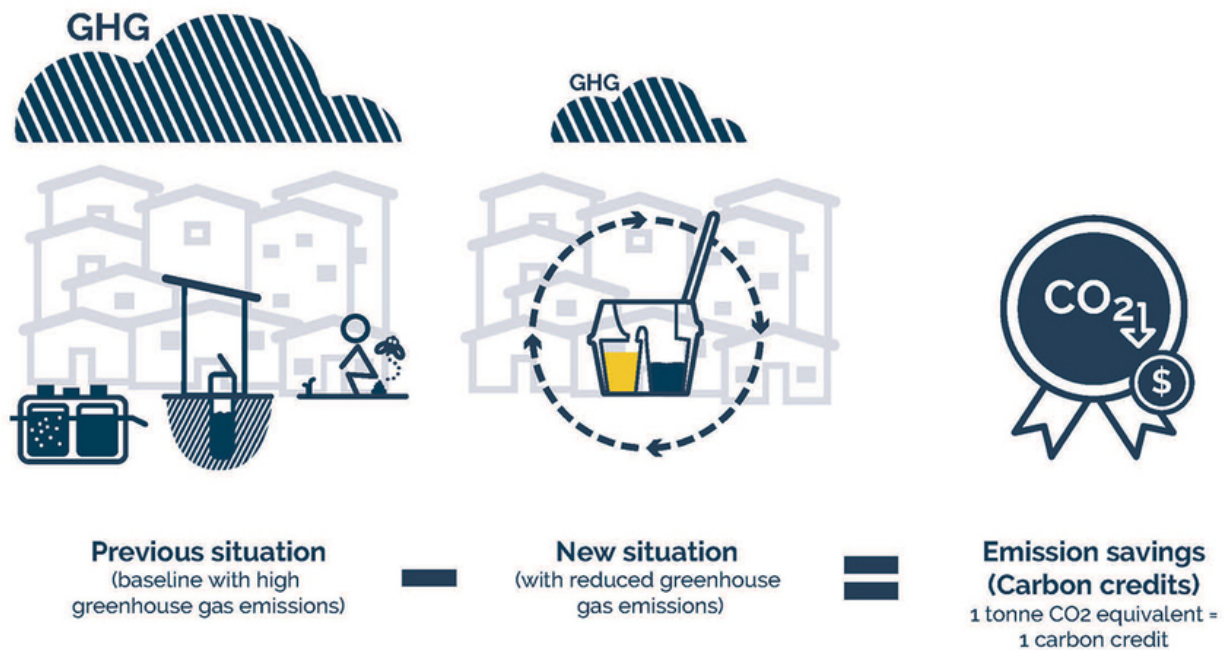 GHG
GHG
CO2
$
Previous situation
(baseline with high
greenhouse gas emissions)
New situation
(with reduced greenhouse
gas emissions)
Emission savings
(Carbon credits)
1 tonne CO2 equivalent =
1 carbon credit